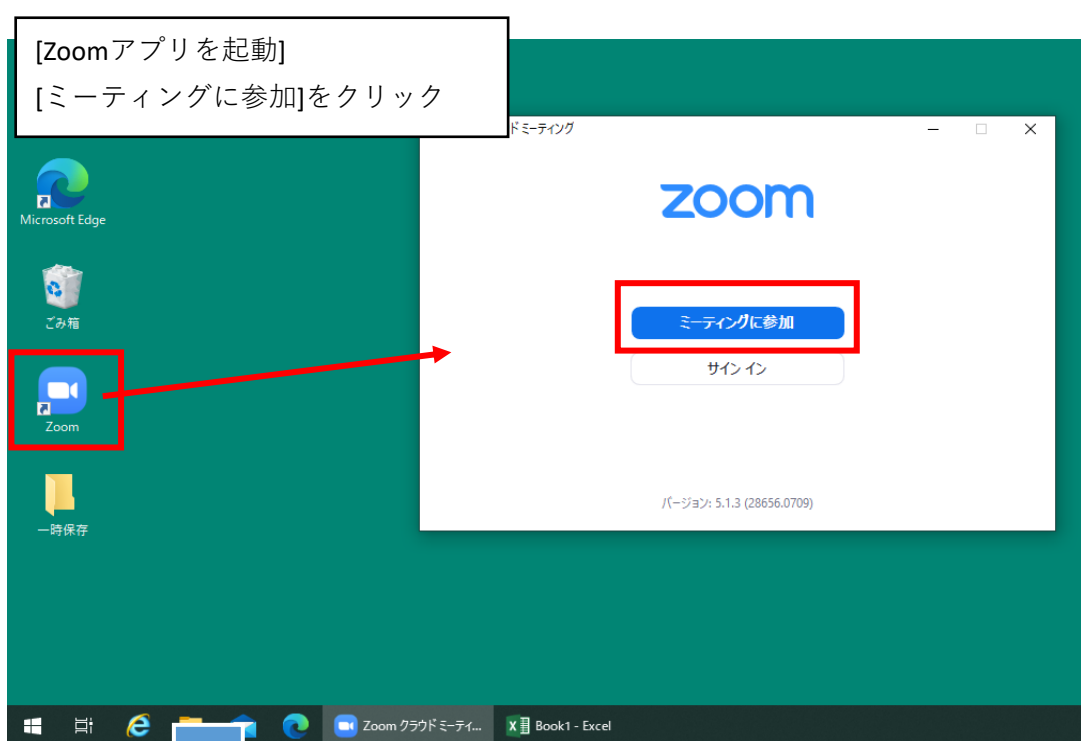 [Zoomアプリを起動]
[ミーティングに参加]をクリック
ドミーティング
zoom
Microsoft Edge
ごみ箱
ミーティングに参加
サイン イン
Zoom
一時保存
バージョン: 5.1.3 (28656.0709)
Zoom クラウド ミーティ...
Book1 - Excel